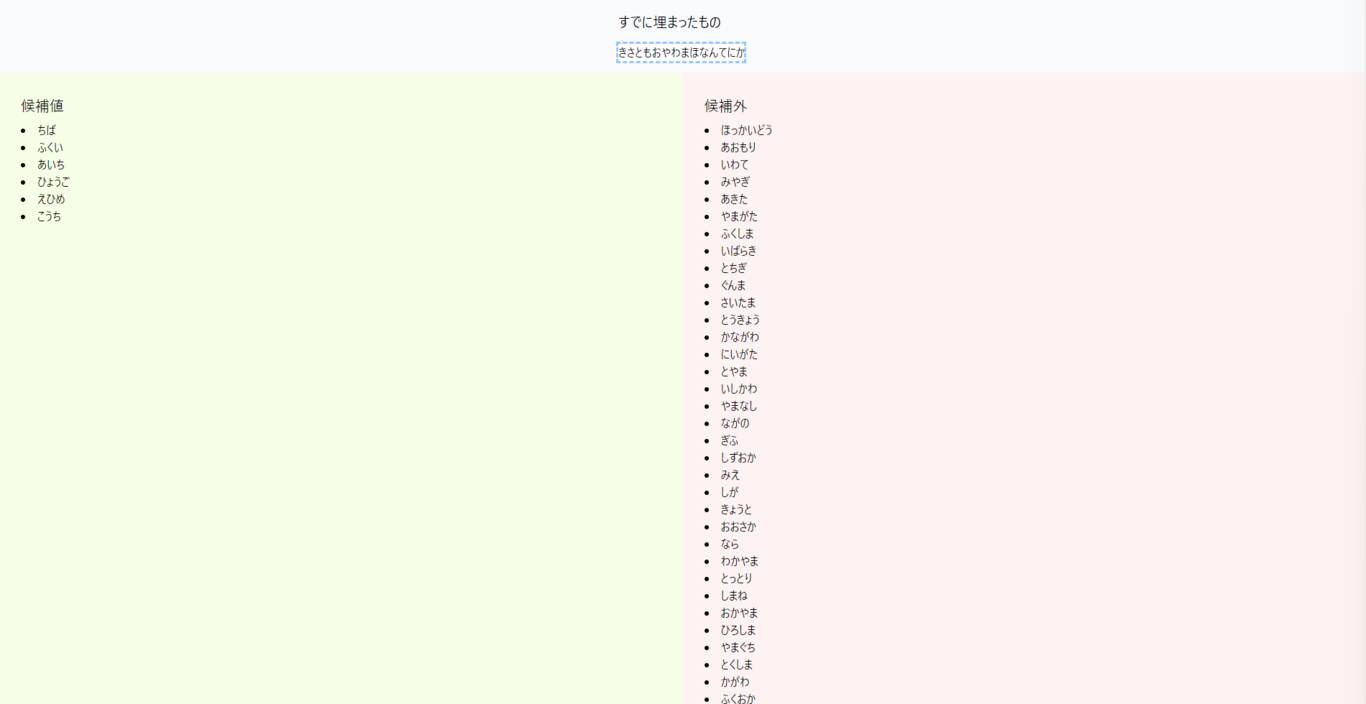 すでに埋まったもの
きさともおやわまほなんてにが
候補値
ちば
ふくい
あいち
ひょうご
えひめ
こうち
候補外
ほっかいどう
あおもり
いわて
みやぎ
あきた
やまがた
ふくしま
いばらき
とちぎ
ぐんま
さいたま
とうきょう
かながわ
にいがた
とやま
いしかわ
やまなし
ながの
ぎふ
しずおか
みえ
しが
きょうと
おおさか
なら
わかやま
とっとり
しまね
おかやま
ひろしま
やまぐち
とくしま
かがわ
ふくおか